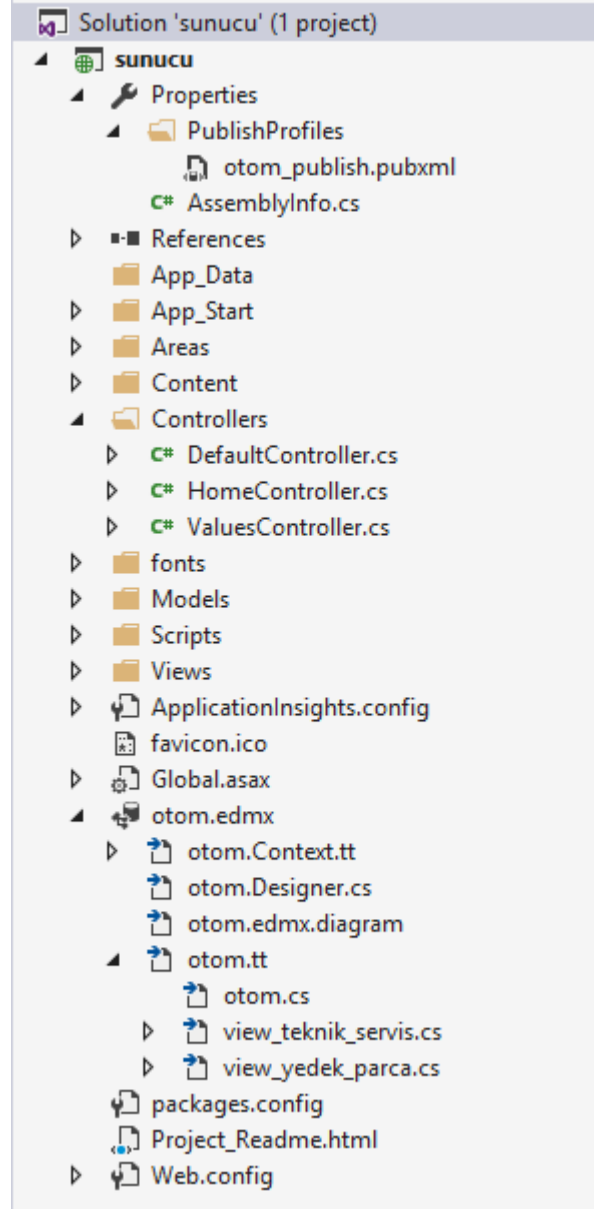 Solution 'sunucu' (1 project)
sunucu
Properties
PublishProfiles
otom_publish.pubxml
C# AssemblyInfo.cs
References
App_Data
App_Start
Areas
Content
Controllers
C# DefaultController.cs
C# HomeController.cs
C# ValuesController.cs
fonts
Models
Scripts
Views
ApplicationInsights.config
favicon.ico
Global.asax
otom.edmx
otom.Context.tt
otom.Designer.cs
otom.edmx.diagram
otom.tt
otom.cs
view_teknik_servis.cs
view_yedek_parca.cs
packages.config
Project_Readme.html
Web.config